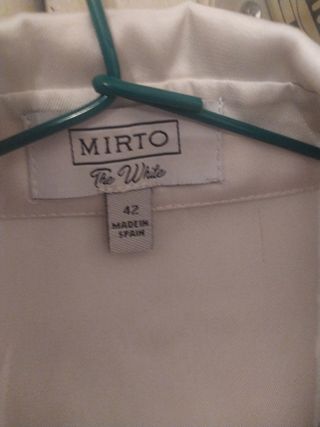 MIRTO
The White
42
MADE IN
SPAIN